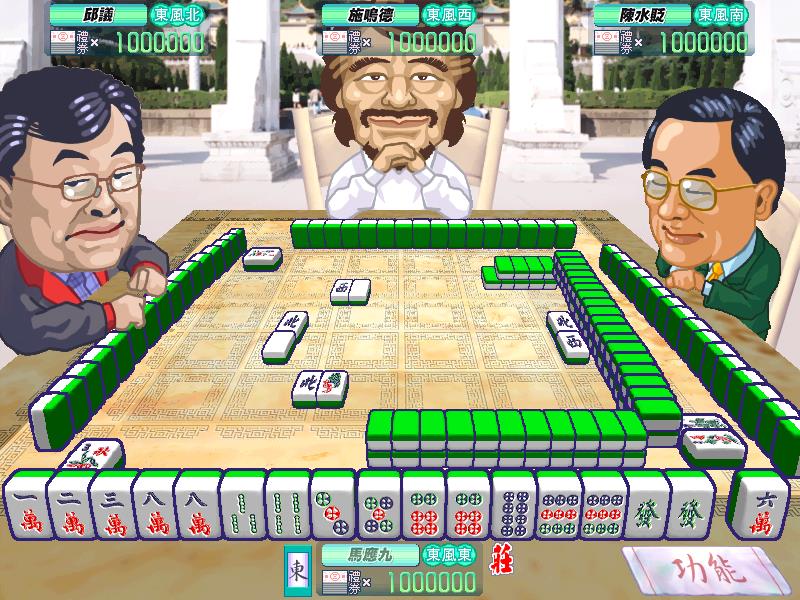 邱議 東風北
禮券× 1000000
施鳴德 東風西
禮券× 1000000
陳水貶 東風南
禮券× 1000000
西
北
北
北
西
一萬 二萬 三萬 八萬 八萬 發 發 六萬
東
馬應九 東風東
莊
禮券× 1000000
功能